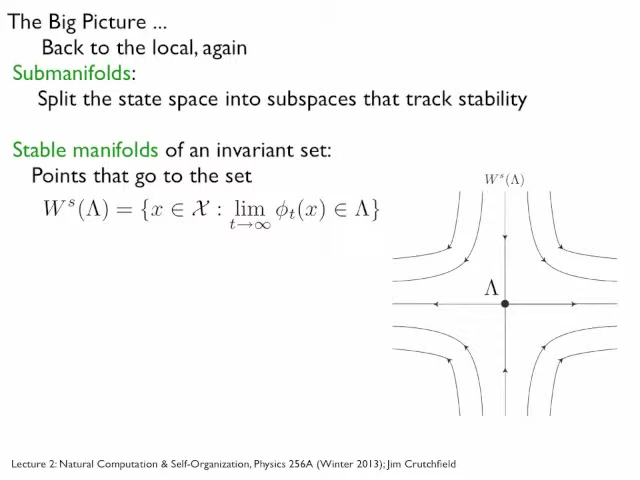 The Big Picture ...
Back to the local, again
Submanifolds:
Split the state space into subspaces that track stability
Stable manifolds of an invariant set:
Points that go to the set
W^s(Λ) = {x ∈ 𝒳 : lim_{t→∞} ϕ_t(x) ∈ Λ}
W^s(Λ)
Λ
Lecture 2: Natural Computation & Self-Organization, Physics 256A (Winter 2013); Jim Crutchfield